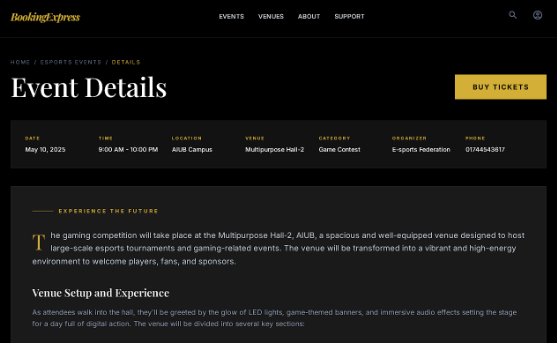 BookingExpress
EVENTS VENUES ABOUT SUPPORT
HOME / ESPORTS EVENTS / DETAILS
Event Details
BUY TICKETS
DATE TIME LOCATION VENUE CATEGORY ORGANIZER PHONE
May 10, 2025 9:00 AM - 10:00 PM AIUB Campus Multipurpose Hall-2 Game Contest E-sports Federation 01744543817
EXPERIENCE THE FUTURE
The gaming competition will take place at the Multipurpose Hall-2, AIUB, a spacious and well-equipped venue designed to host
large-scale esports tournaments and gaming-related events. The venue will be transformed into a vibrant and high-energy
environment to welcome players, fans, and sponsors.
Venue Setup and Experience
As attendees walk into the hall, they'll be greeted by the glow of LED lights, game-themed banners, and immersive audio effects setting the stage
for a day full of digital action. The venue will be divided into several key sections: